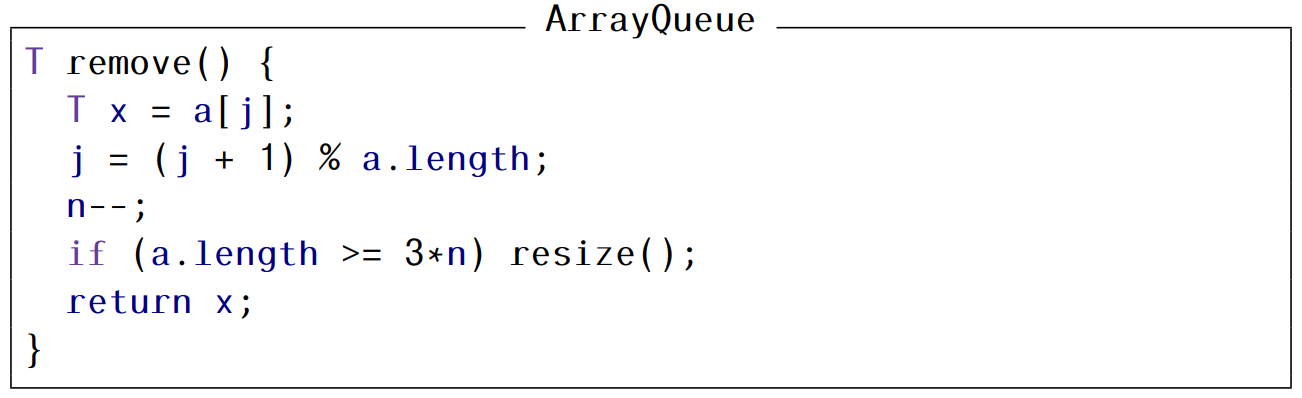 ArrayQueue
T remove() {
  T x = a[j];
  j = (j + 1) % a.length;
  n--;
  if (a.length >= 3*n) resize();
  return x;
}